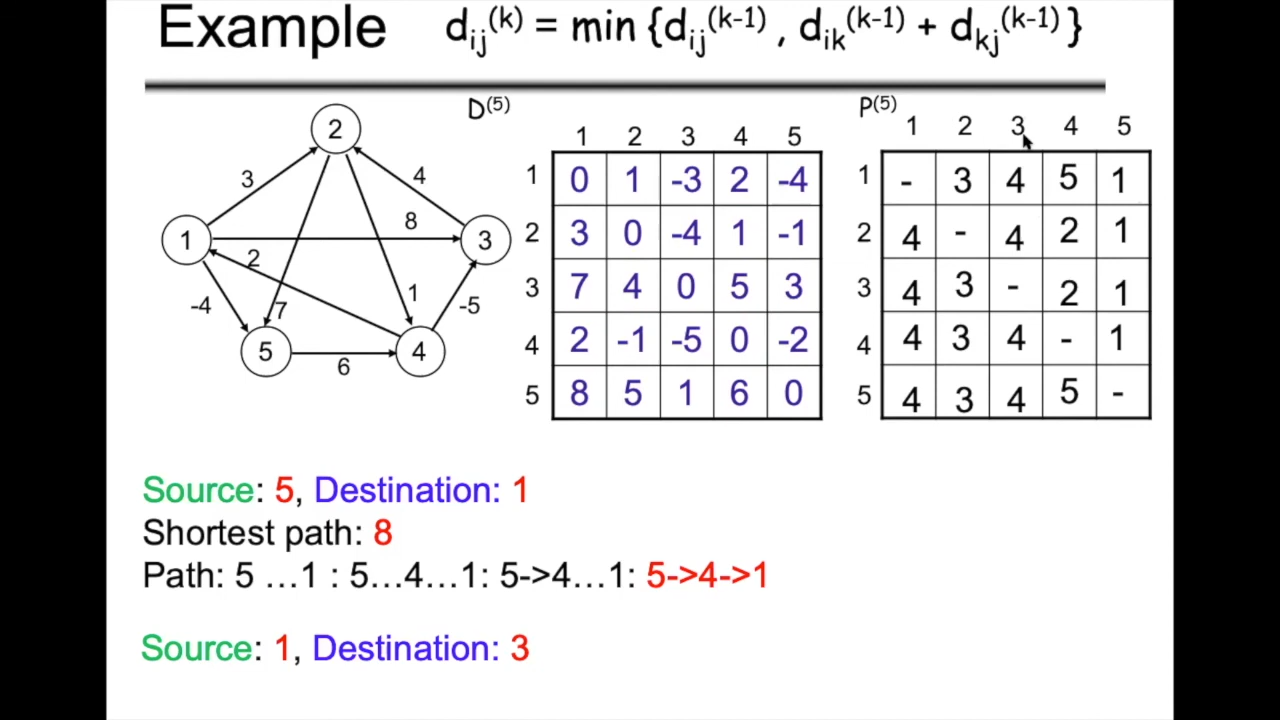 Example d_ij^(k) = min {d_ij^(k-1) , d_ik^(k-1) + d_kj^(k-1) }
D^(5)
P^(5)
1 2 3 4 5
1 0 1 -3 2 -4
2 3 0 -4 1 -1
3 7 4 0 5 3
4 2 -1 -5 0 -2
5 8 5 1 6 0
1 2 3 4 5
1 - 3 4 5 1
2 4 - 4 2 1
3 4 3 - 2 1
4 4 3 4 - 1
5 4 3 4 5 -
2
3
4
8
1
3
2
-4
7
1
-5
5
4
6
Source: 5, Destination: 1
Shortest path: 8
Path: 5 …1 : 5…4…1: 5->4…1: 5->4->1
Source: 1, Destination: 3